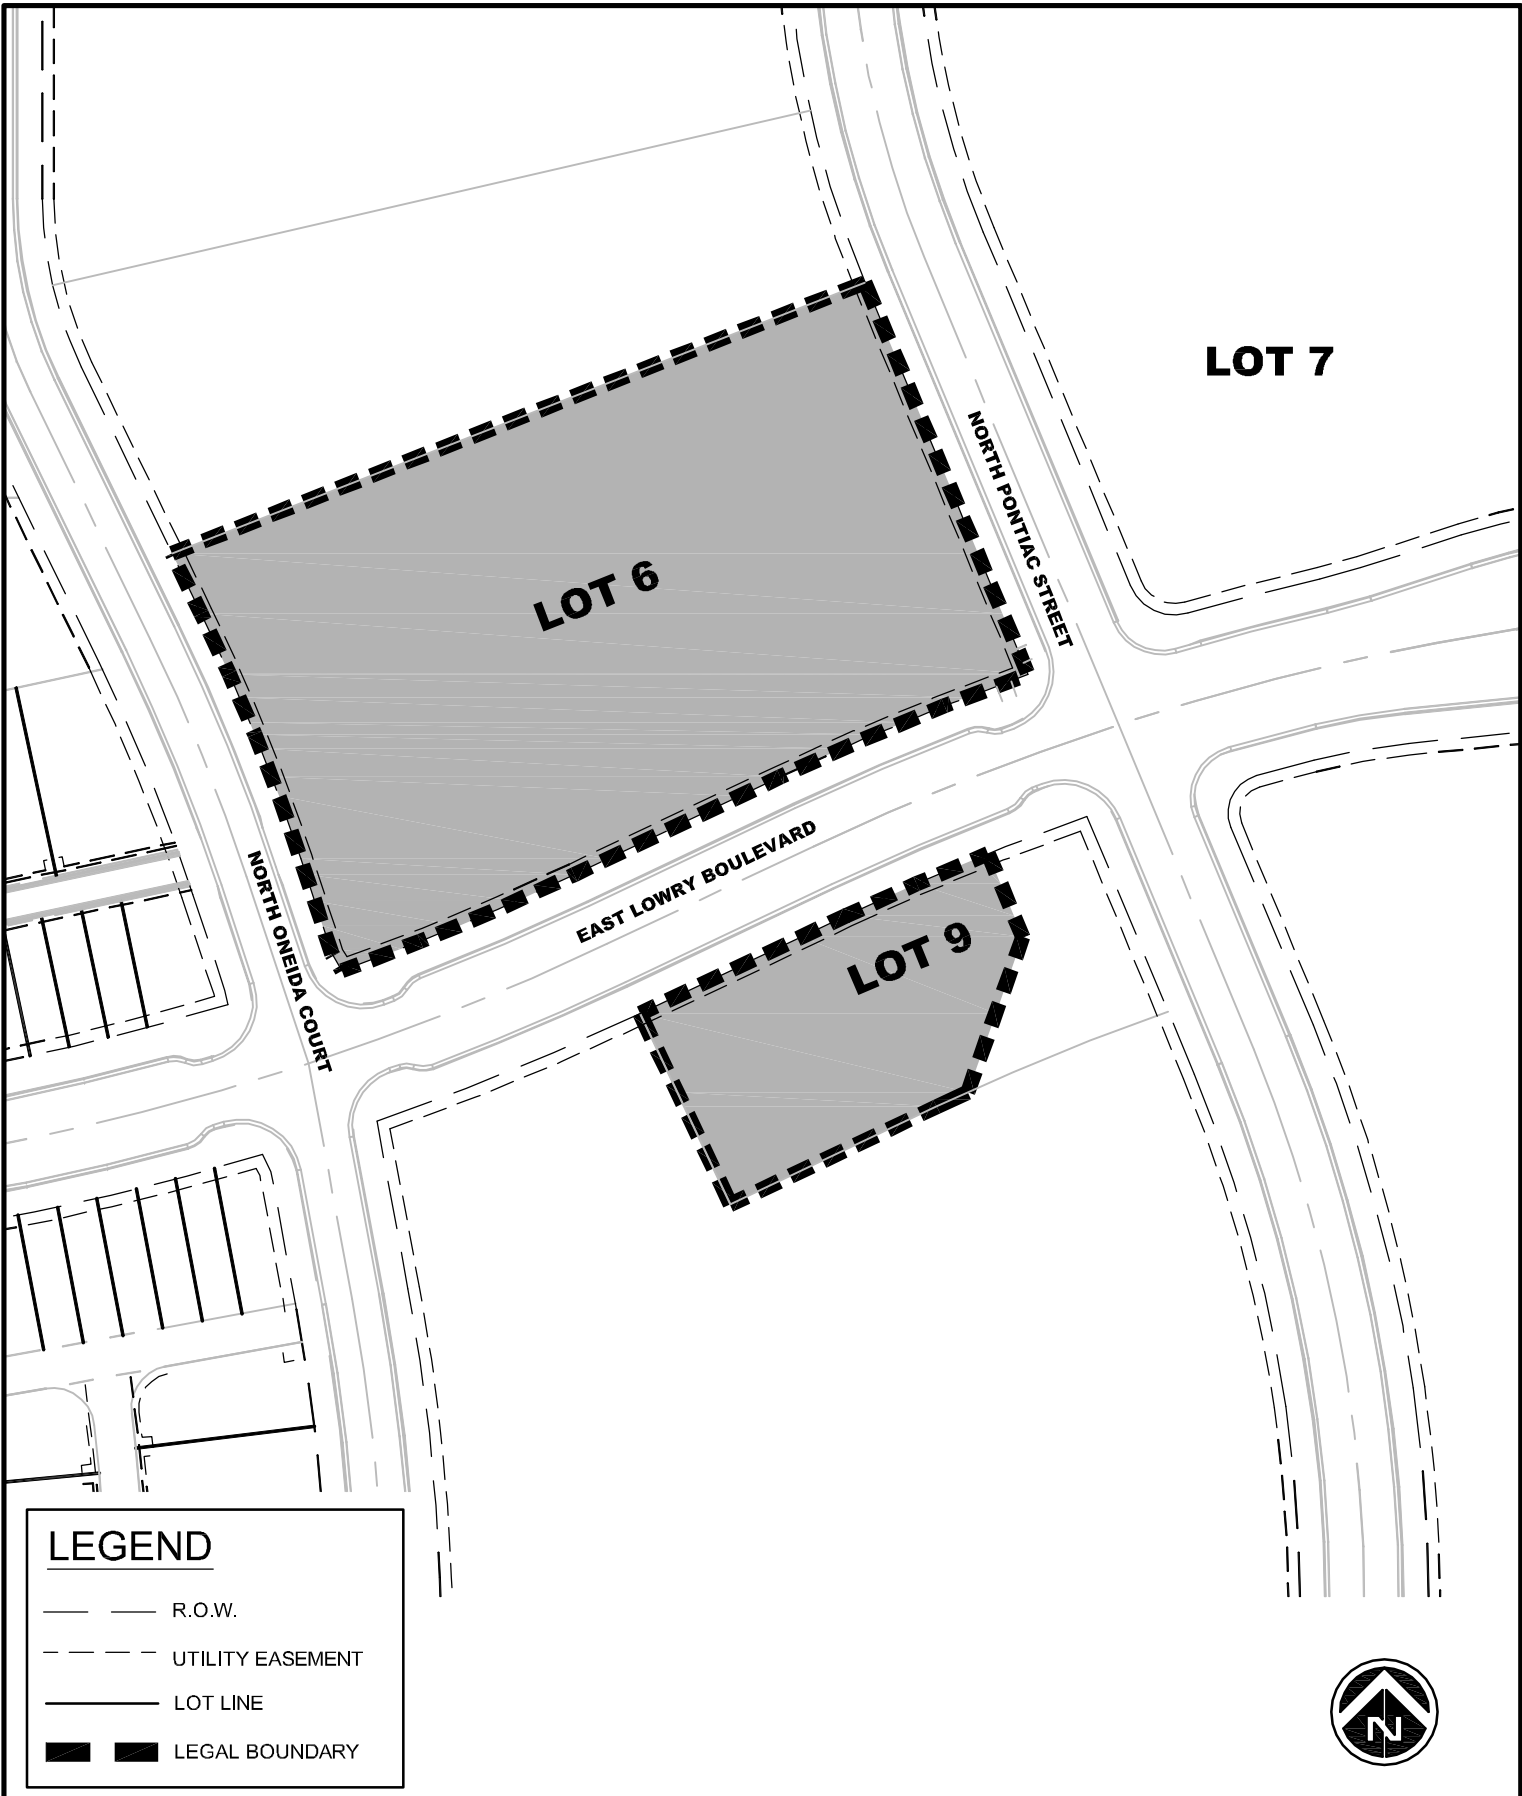 LOT 7
NORTH PONTIAC STREET
LOT 6
EAST LOWRY BOULEVARD
NORTH ONEIDA COURT
LOT 9
LEGEND
R.O.W.
UTILITY EASEMENT
LOT LINE
LEGAL BOUNDARY
N